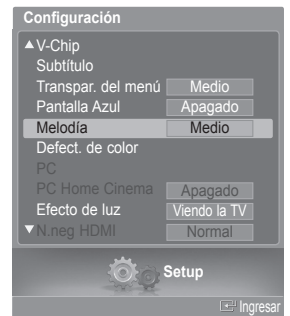 Configuración
▲V-Chip
Subtítulo
Transpar. del menú Medio
Pantalla Azul Apagado
Melodía Medio
Defect. de color
PC
PC Home Cinema Apagado
Efecto de luz Viendo la TV
▼N.neg HDMI Normal
Setup
Ingresar